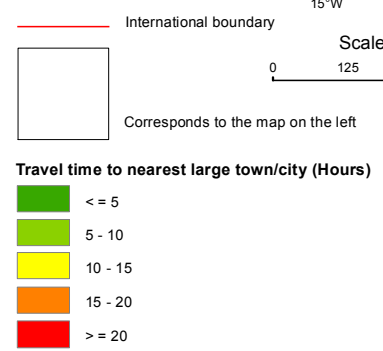 15°W
International boundary
Scale
0 125
Corresponds to the map on the left
Travel time to nearest large town/city (Hours)
< = 5
5 - 10
10 - 15
15 - 20
> = 20